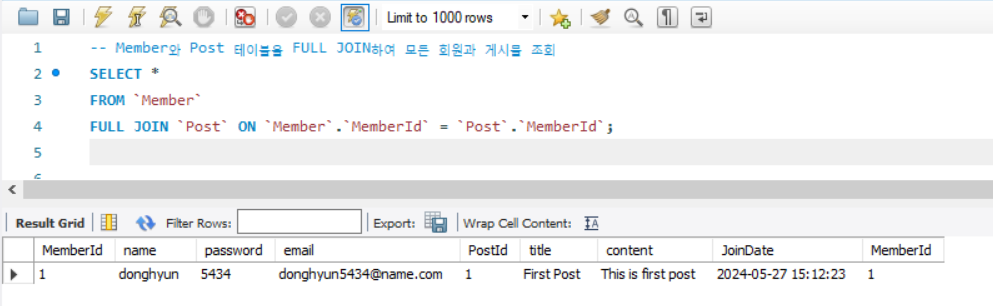 Limit to 1000 rows
1 -- Member와 Post 테이블을 FULL JOIN하여 모든 회원과 게시물 조회
2 SELECT *
3 FROM `Member`
4 FULL JOIN `Post` ON `Member`.`MemberId` = `Post`.`MemberId`;
5
6
Result Grid Filter Rows: Export: Wrap Cell Content: IA
MemberId name password email PostId title content JoinDate MemberId
1 donghyun 5434 donghyun5434@name.com 1 First Post This is first post 2024-05-27 15:12:23 1